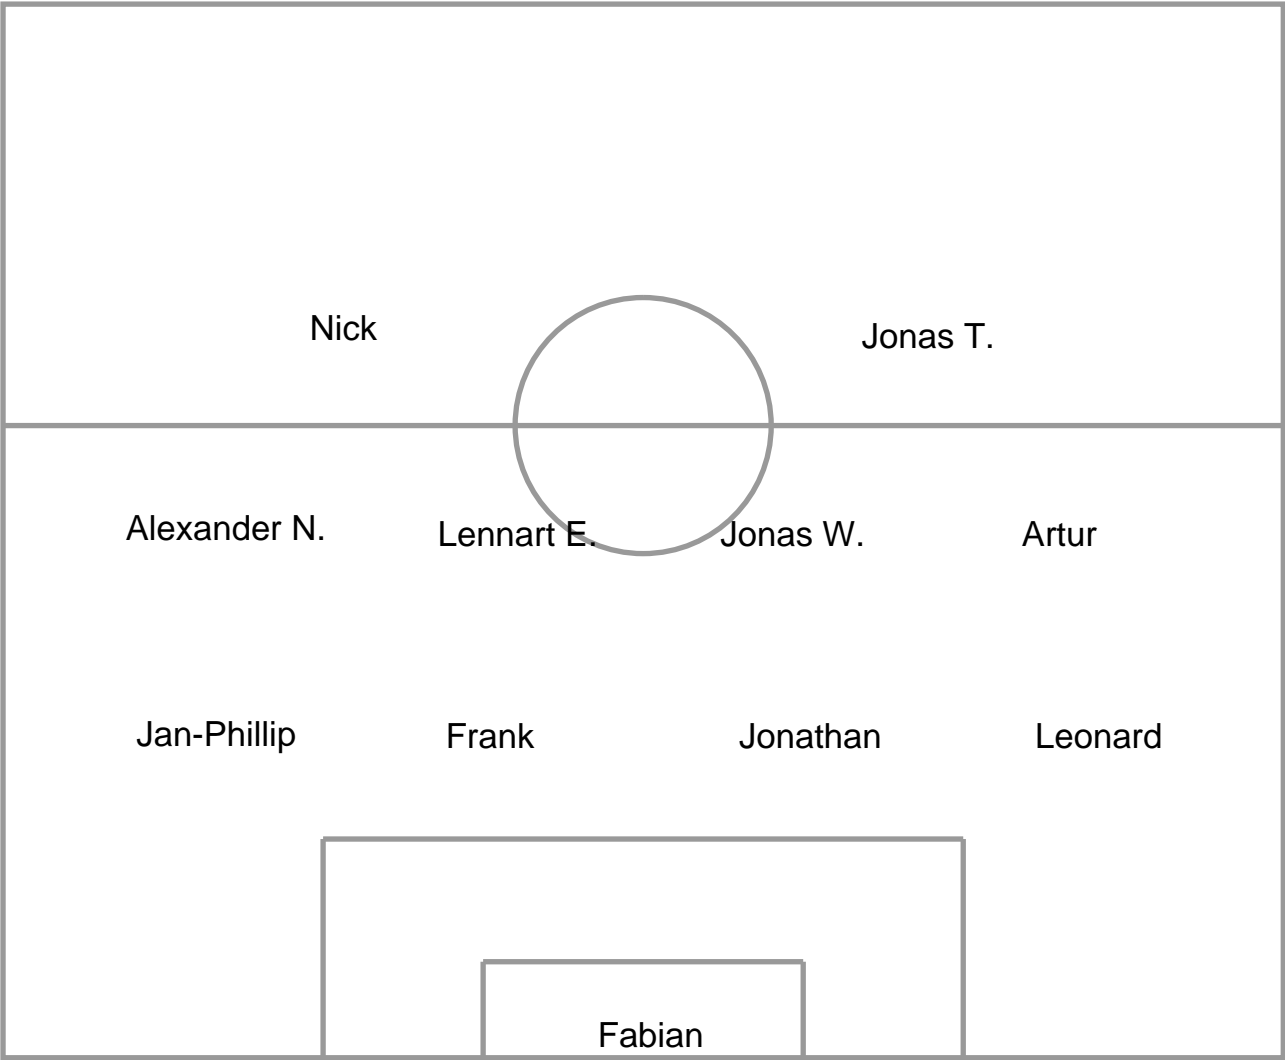 Nick
Jonas T.
Alexander N.
Lennart E.
Jonas W.
Artur
Jan-Phillip
Frank
Jonathan
Leonard
Fabian